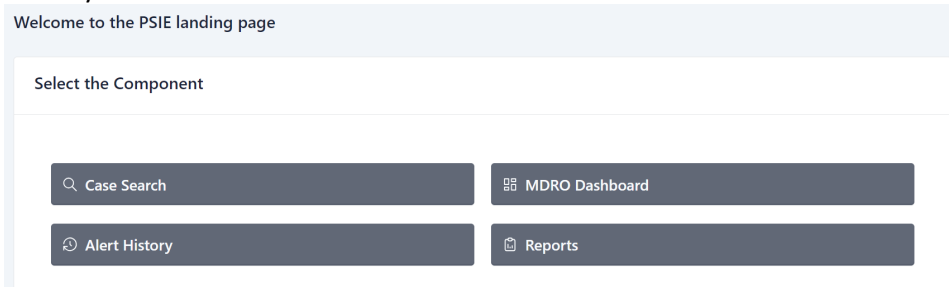 Welcome to the PSIE landing page
Select the Component
Case Search
MDRO Dashboard
Alert History
Reports